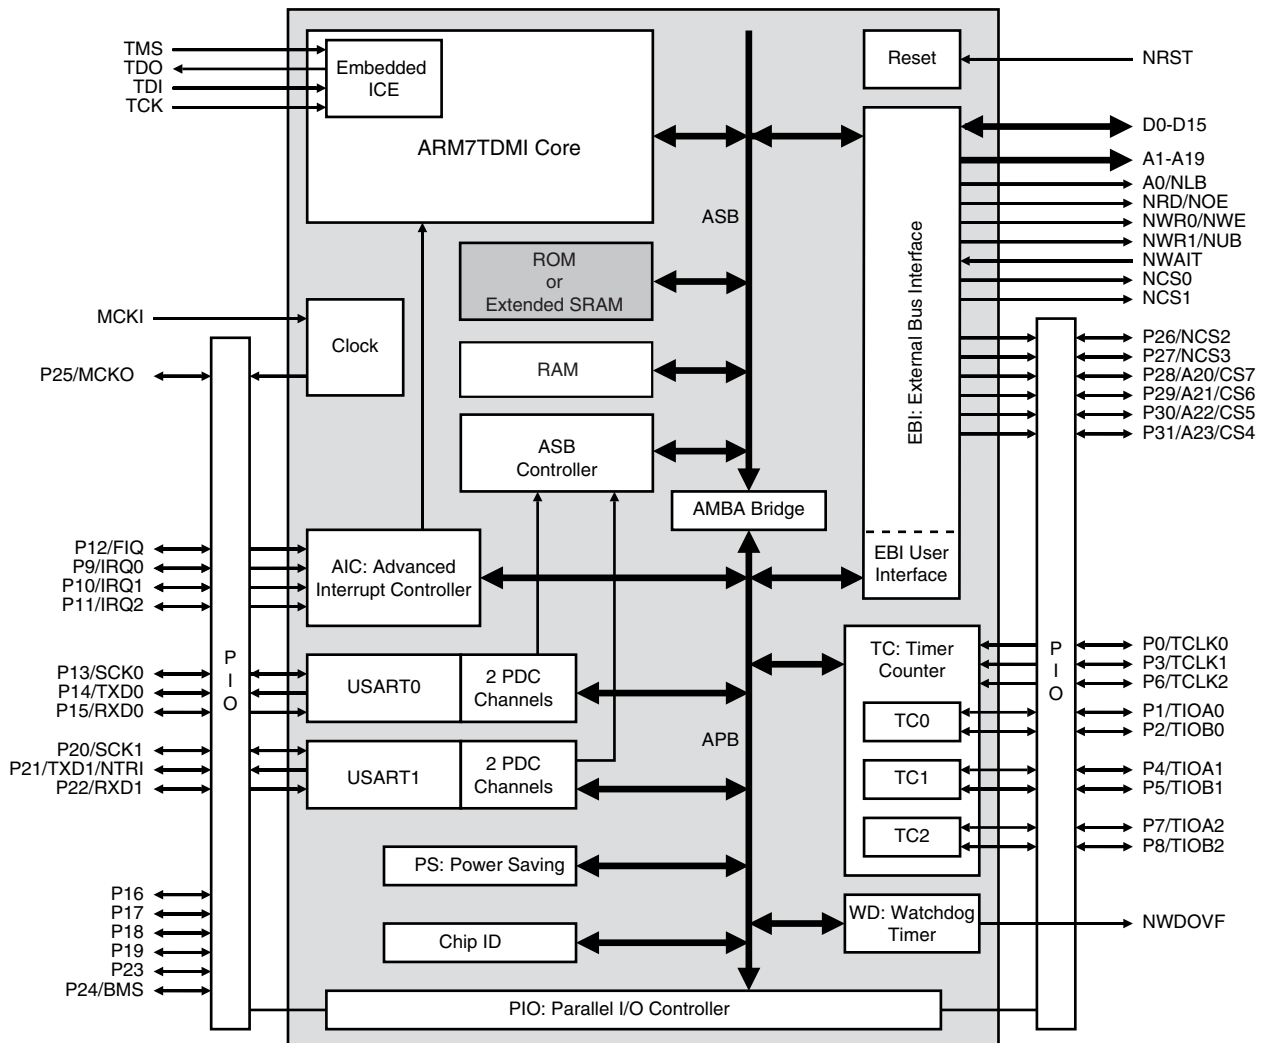 TMS
TDO
TDI
TCK
Embedded
ICE
ARM7TDMI Core
Reset
NRST
D0-D15
A1-A19
A0/NLB
NRD/NOE
NWR0/NWE
NWR1/NUB
NWAIT
NCS0
NCS1
ASB
EBI: External Bus Interface
ROM
or
Extended SRAM
MCKI
Clock
P25/MCKO
RAM
P26/NCS2
P27/NCS3
P28/A20/CS7
P29/A21/CS6
P30/A22/CS5
P31/A23/CS4
ASB
Controller
AMBA Bridge
EBI User
Interface
P12/FIQ
P9/IRQ0
P10/IRQ1
P11/IRQ2
AIC: Advanced
Interrupt Controller
P
I
O
P13/SCK0
P14/TXD0
P15/RXD0
USART0
2 PDC
Channels
P20/SCK1
P21/TXD1/NTRI
P22/RXD1
USART1
2 PDC
Channels
APB
TC: Timer
Counter
TC0
TC1
TC2
P
I
O
P0/TCLK0
P3/TCLK1
P6/TCLK2
P1/TIOA0
P2/TIOB0
P4/TIOA1
P5/TIOB1
P7/TIOA2
P8/TIOB2
PS: Power Saving
P16
P17
P18
P19
P23
P24/BMS
Chip ID
WD: Watchdog
Timer
NWDOVF
PIO: Parallel I/O Controller